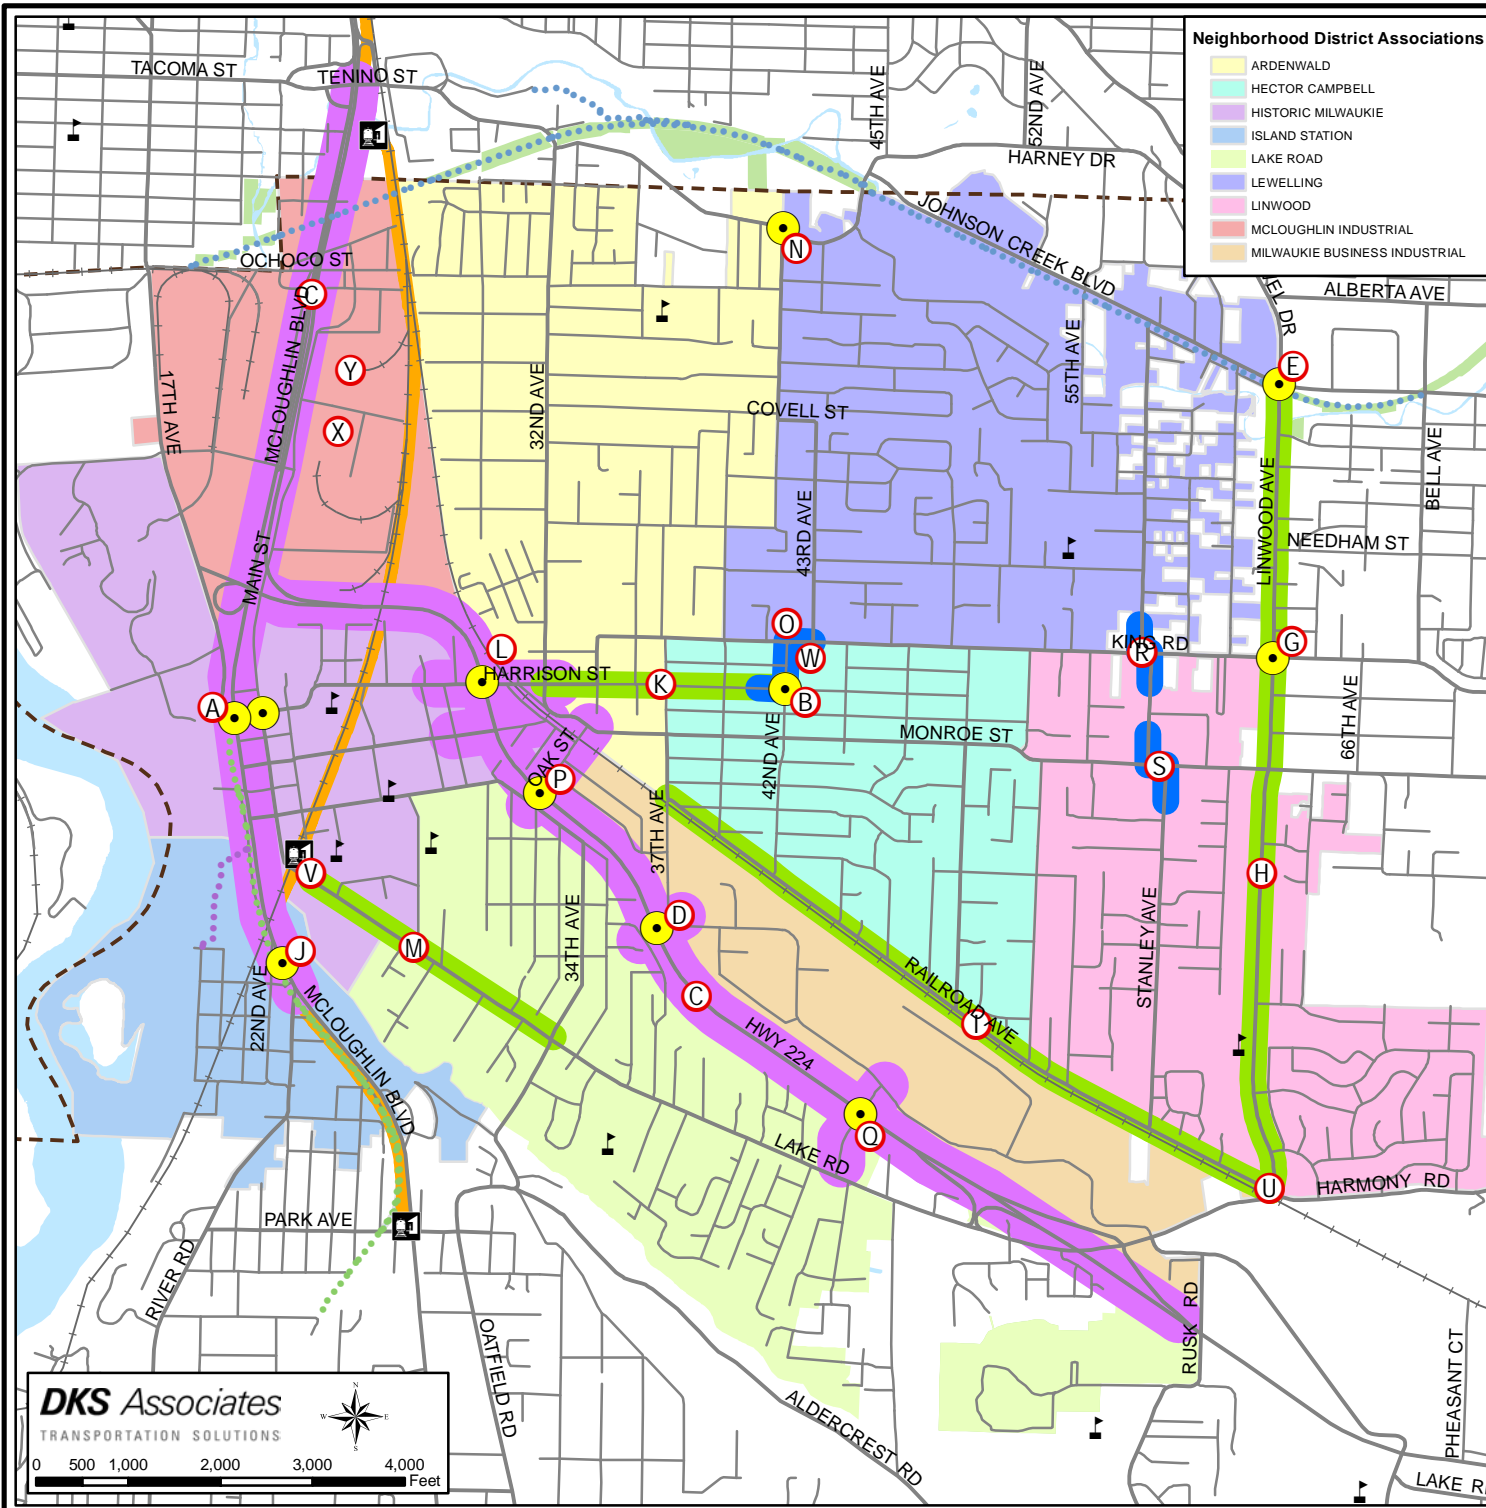 Neighborhood District Associations
ARDENWALD
HECTOR CAMPBELL
HISTORIC MILWAUKIE
ISLAND STATION
LAKE ROAD
LEWELLING
LINWOOD
MCLOUGHLIN INDUSTRIAL
MILWAUKIE BUSINESS INDUSTRIAL
TACOMA ST
TENINO ST
45TH AVE
52ND AVE
HARNEY DR
JOHNSON CREEK BLVD
N
OCHOCO ST
C
MCLOUGHLIN BLVD
EL DR
ALBERTA AVE
Y
X
17TH AVE
32ND AVE
COVELL ST
55TH AVE
E
BELL AVE
LINWOOD AVE
NEEDHAM ST
43RD AVE
MAIN ST
O
W
L
HARRISON ST
K
B
KING RD
R
G
A
42ND AVE
MONROE ST
66TH AVE
OAK ST
P
S
37TH AVE
V
H
M
34TH AVE
D
STANLEY AVE
J
22ND AVE
MCLOUGHLIN BLVD
C
HWY 224
RAILROAD AVE
I
Q
LAKE RD
U
HARMONY RD
PARK AVE
RIVER RD
RUSK RD
OATFIELD RD
ALDERCREST RD
PHEASANT CT
LAKE R
DKS Associates
TRANSPORTATION SOLUTIONS
N
W E
S
0 500 1,000 2,000 3,000 4,000
Feet